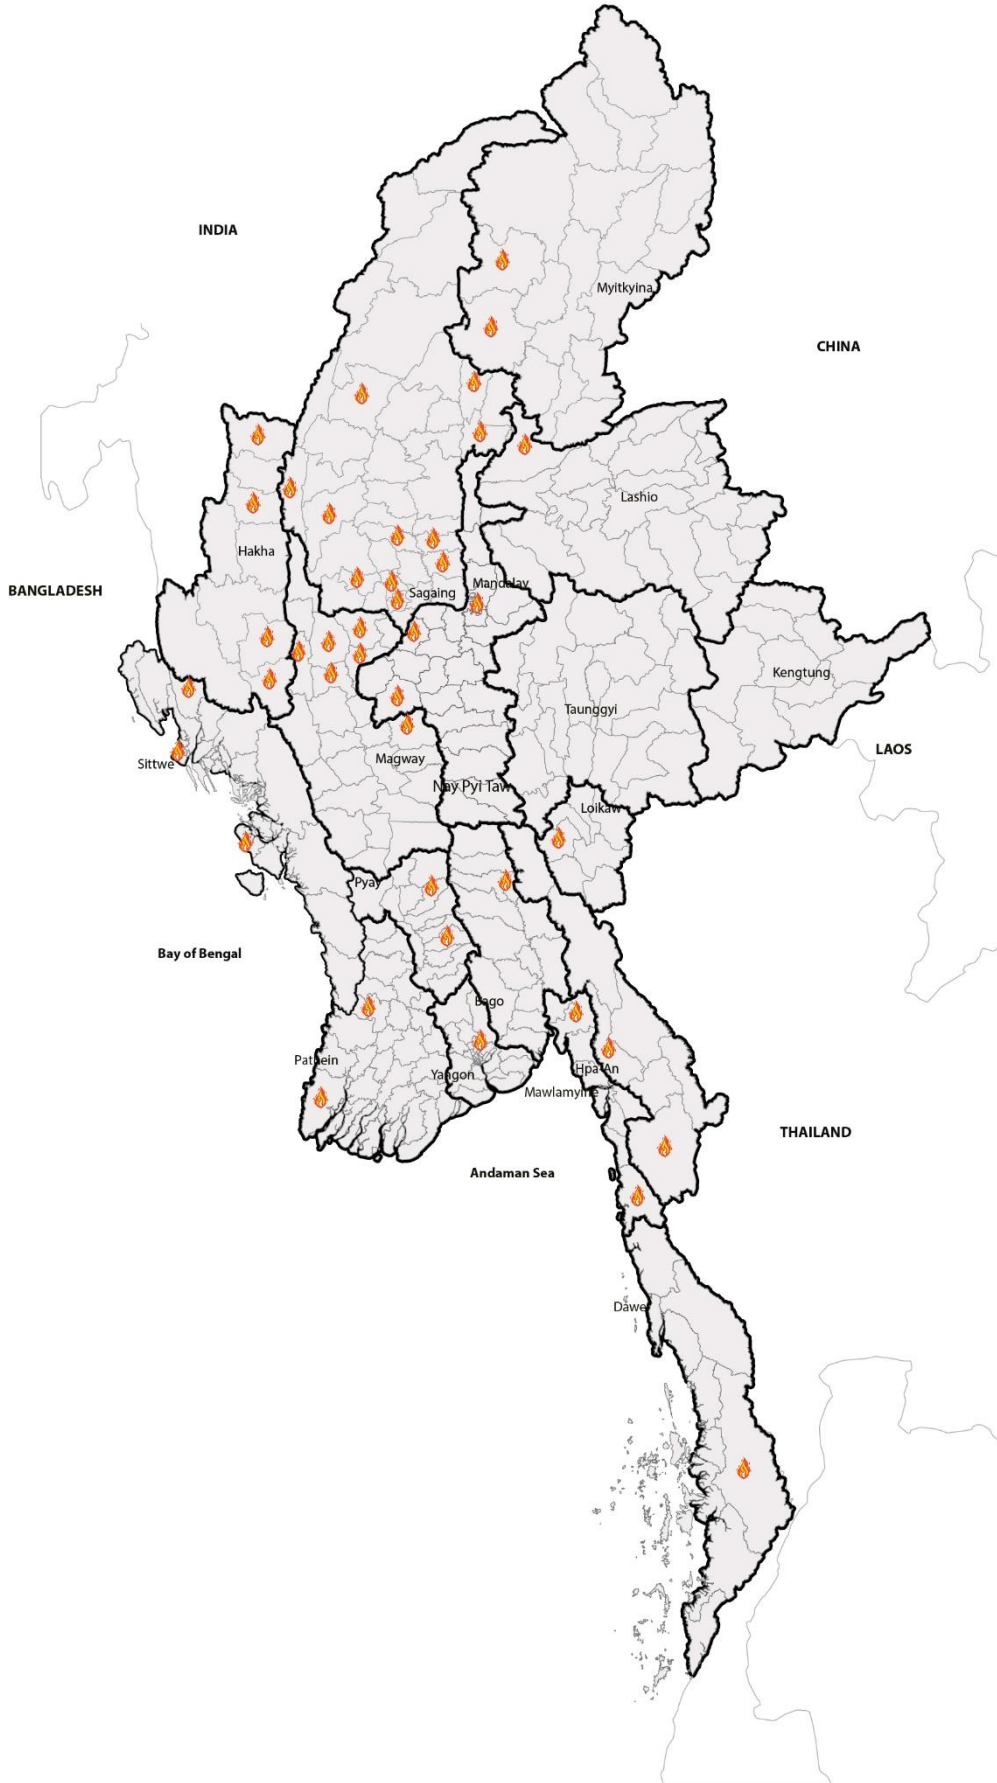 INDIA
Myitkyina
CHINA
Lashio
Hakha
Mandalay
BANGLADESH
Sagaing
Kengtung
Taunggyi
LAOS
Sittwe
Magway
Nay Pyi Taw
Loikaw
Pyay
Bay of Bengal
Bago
Pathein
Yangon
Hpa-An
Mawlamyine
THAILAND
Andaman Sea
Dawe